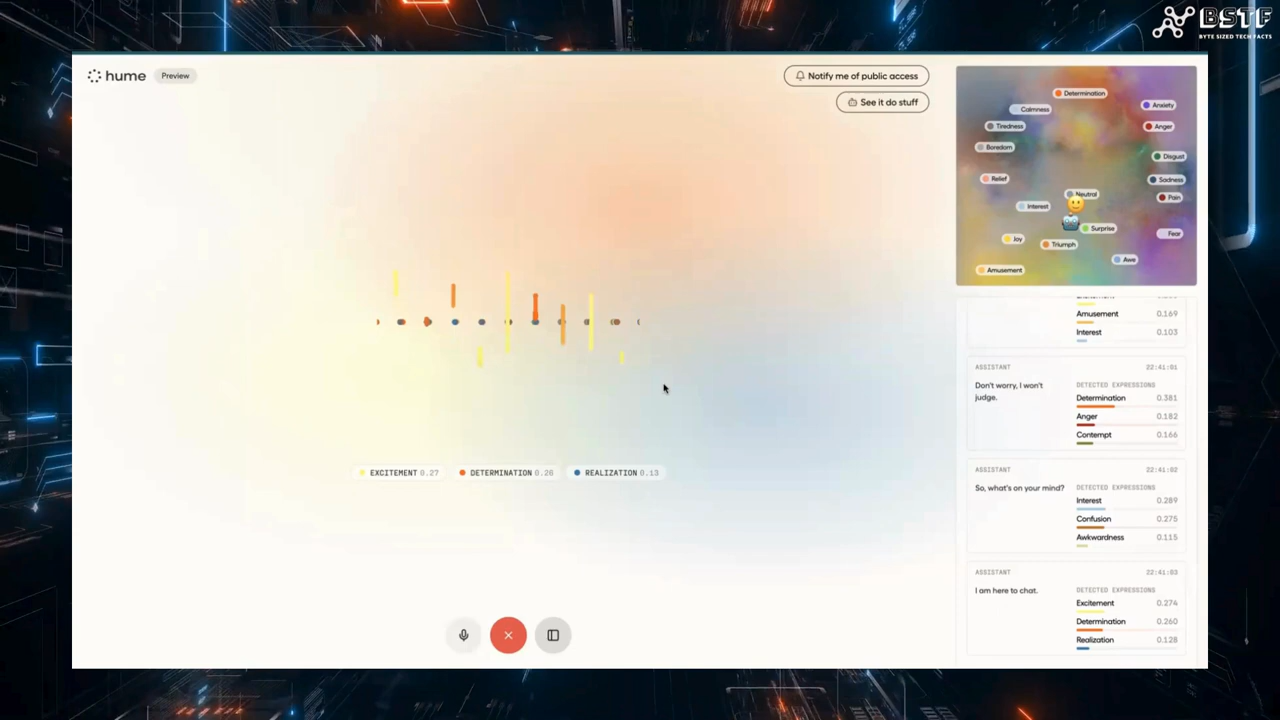 BSTF
BYTE SIZED TECH FACTS
hume
Preview
Notify me of public access
See it do stuff
Determination
Calmness
Anxiety
Tiredness
Anger
Boredom
Disgust
Relief
Sadness
Neutral
Pain
Interest
Surprise
Fear
Joy
Triumph
Awe
Amusement
EXCITEMENT 0.27
DETERMINATION 0.26
REALIZATION 0.13
Amusement 0.169
Interest 0.103
ASSISTANT 22:41:01
Don't worry, I won't
judge.
DETECTED EXPRESSIONS
Determination 0.381
Anger 0.182
Contempt 0.166
ASSISTANT 22:41:02
So, what's on your mind?
DETECTED EXPRESSIONS
Interest 0.289
Confusion 0.275
Awkwardness 0.115
ASSISTANT 22:41:03
I am here to chat.
DETECTED EXPRESSIONS
Excitement 0.274
Determination 0.260
Realization 0.128